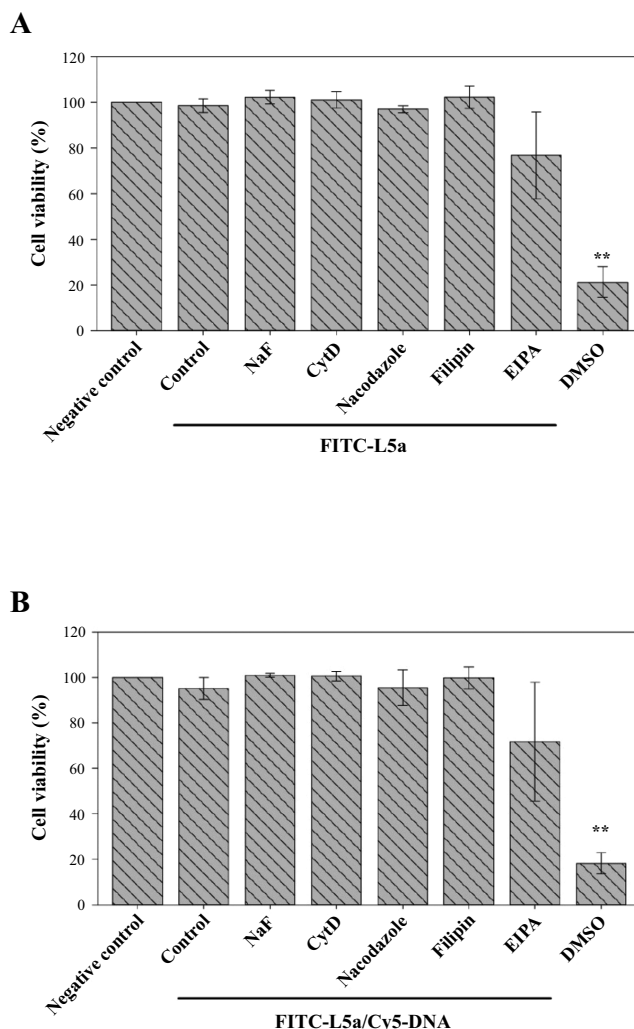 A
Cell viability (%)
120
100
80
60
40
20
0
**
Negative control
Control
NaF
CytD
Nacodazole
Filipin
EIPA
DMSO
FITC-L5a
B
Cell viability (%)
120
100
80
60
40
20
0
**
Negative control
Control
NaF
CytD
Nacodazole
Filipin
EIPA
DMSO
FITC-L5a/Cy5-DNA